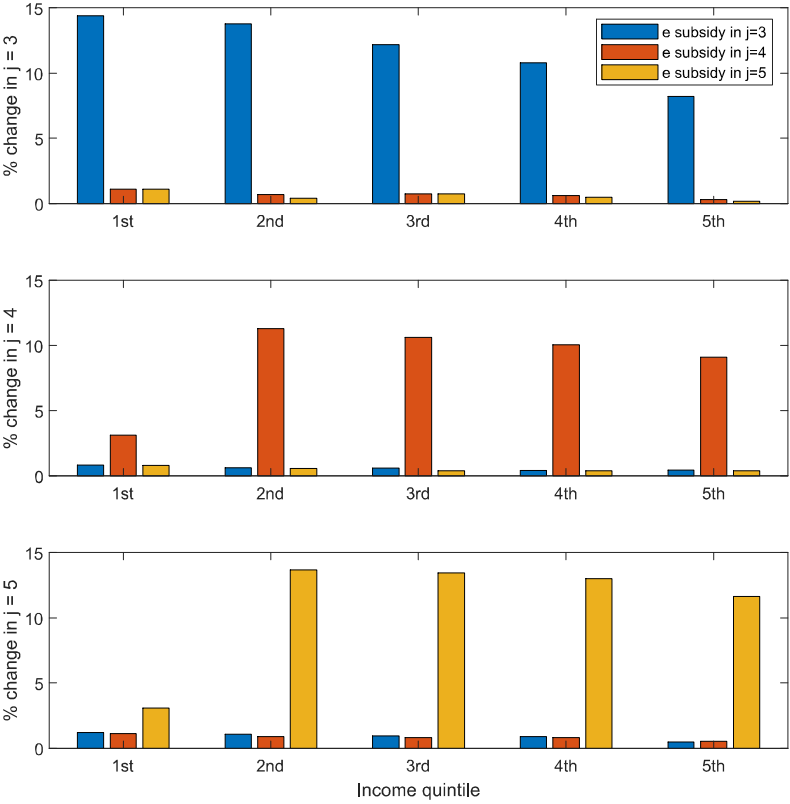 % change in j = 3
15
10
5
0
e subsidy in j=3
e subsidy in j=4
e subsidy in j=5
1st 2nd 3rd 4th 5th
% change in j = 4
15
10
5
0
1st 2nd 3rd 4th 5th
% change in j = 5
15
10
5
0
1st 2nd 3rd 4th 5th
Income quintile